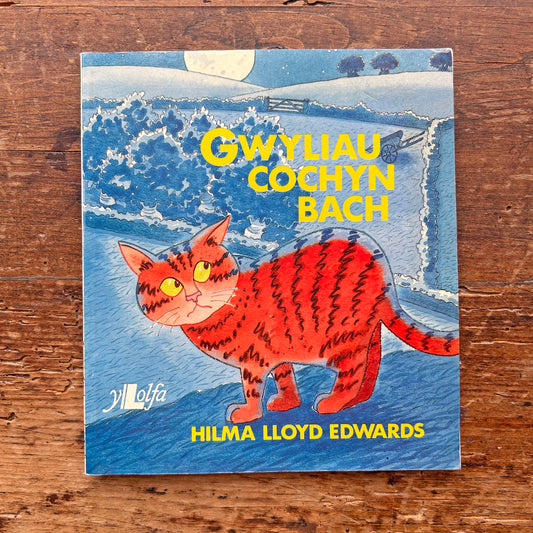 GWYLIAU
COCHYN
BACH
y Lolfa
HILMA LLOYD EDWARDS